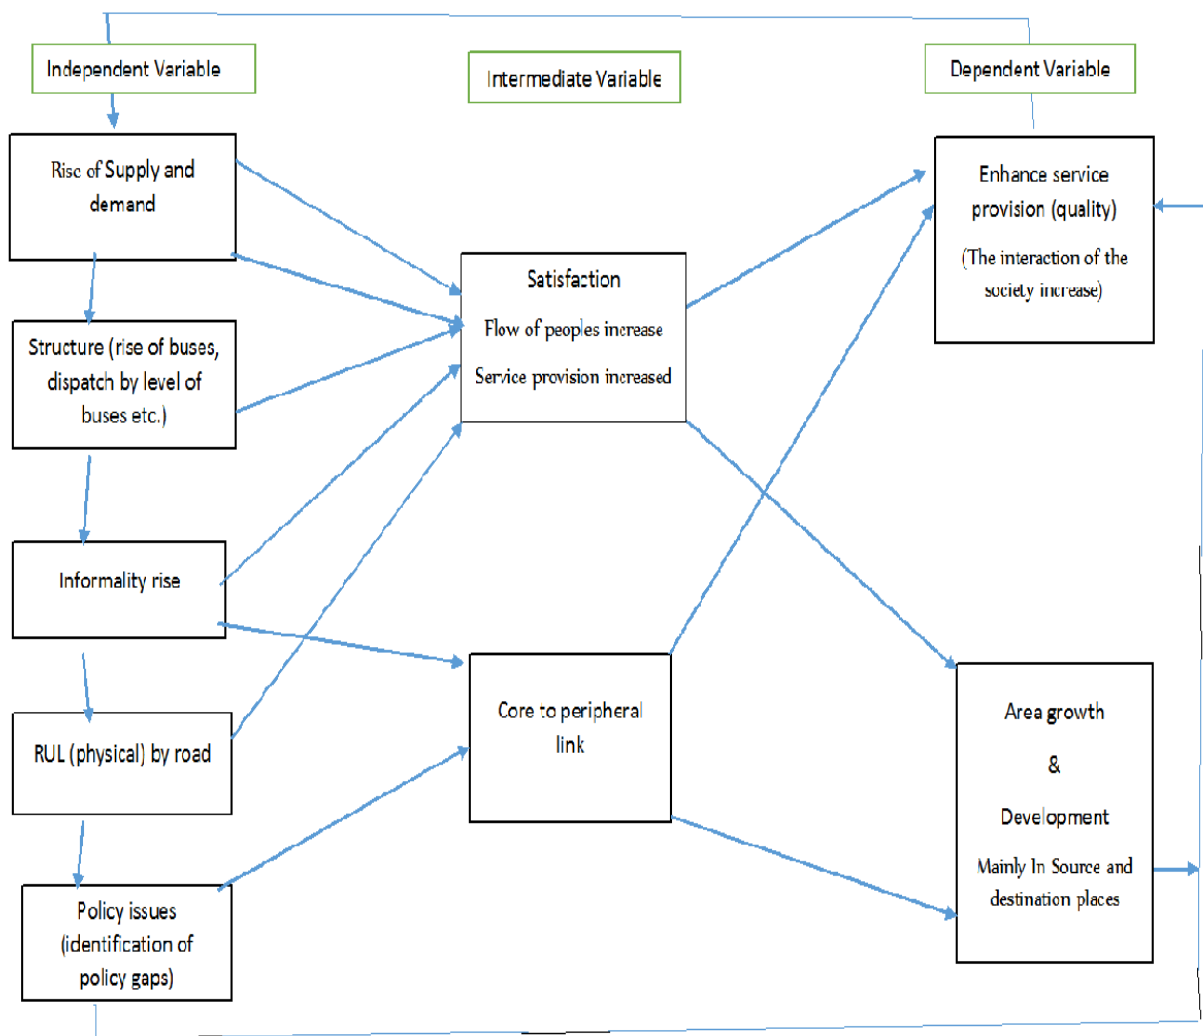 Independent Variable
Intermediate Variable
Dependent Variable
Rise of Supply and
demand
Structure (rise of buses,
dispatch by level of
buses etc.)
Informality rise
RUL (physical) by road
Policy issues
(identification of
policy gaps)
Satisfaction
Flow of peoples increase
Service provision increased
Core to peripheral
link
Enhance service
provision (quality)
(The interaction of the
society increase)
Area growth
&
Development
Mainly In Source and
destination places